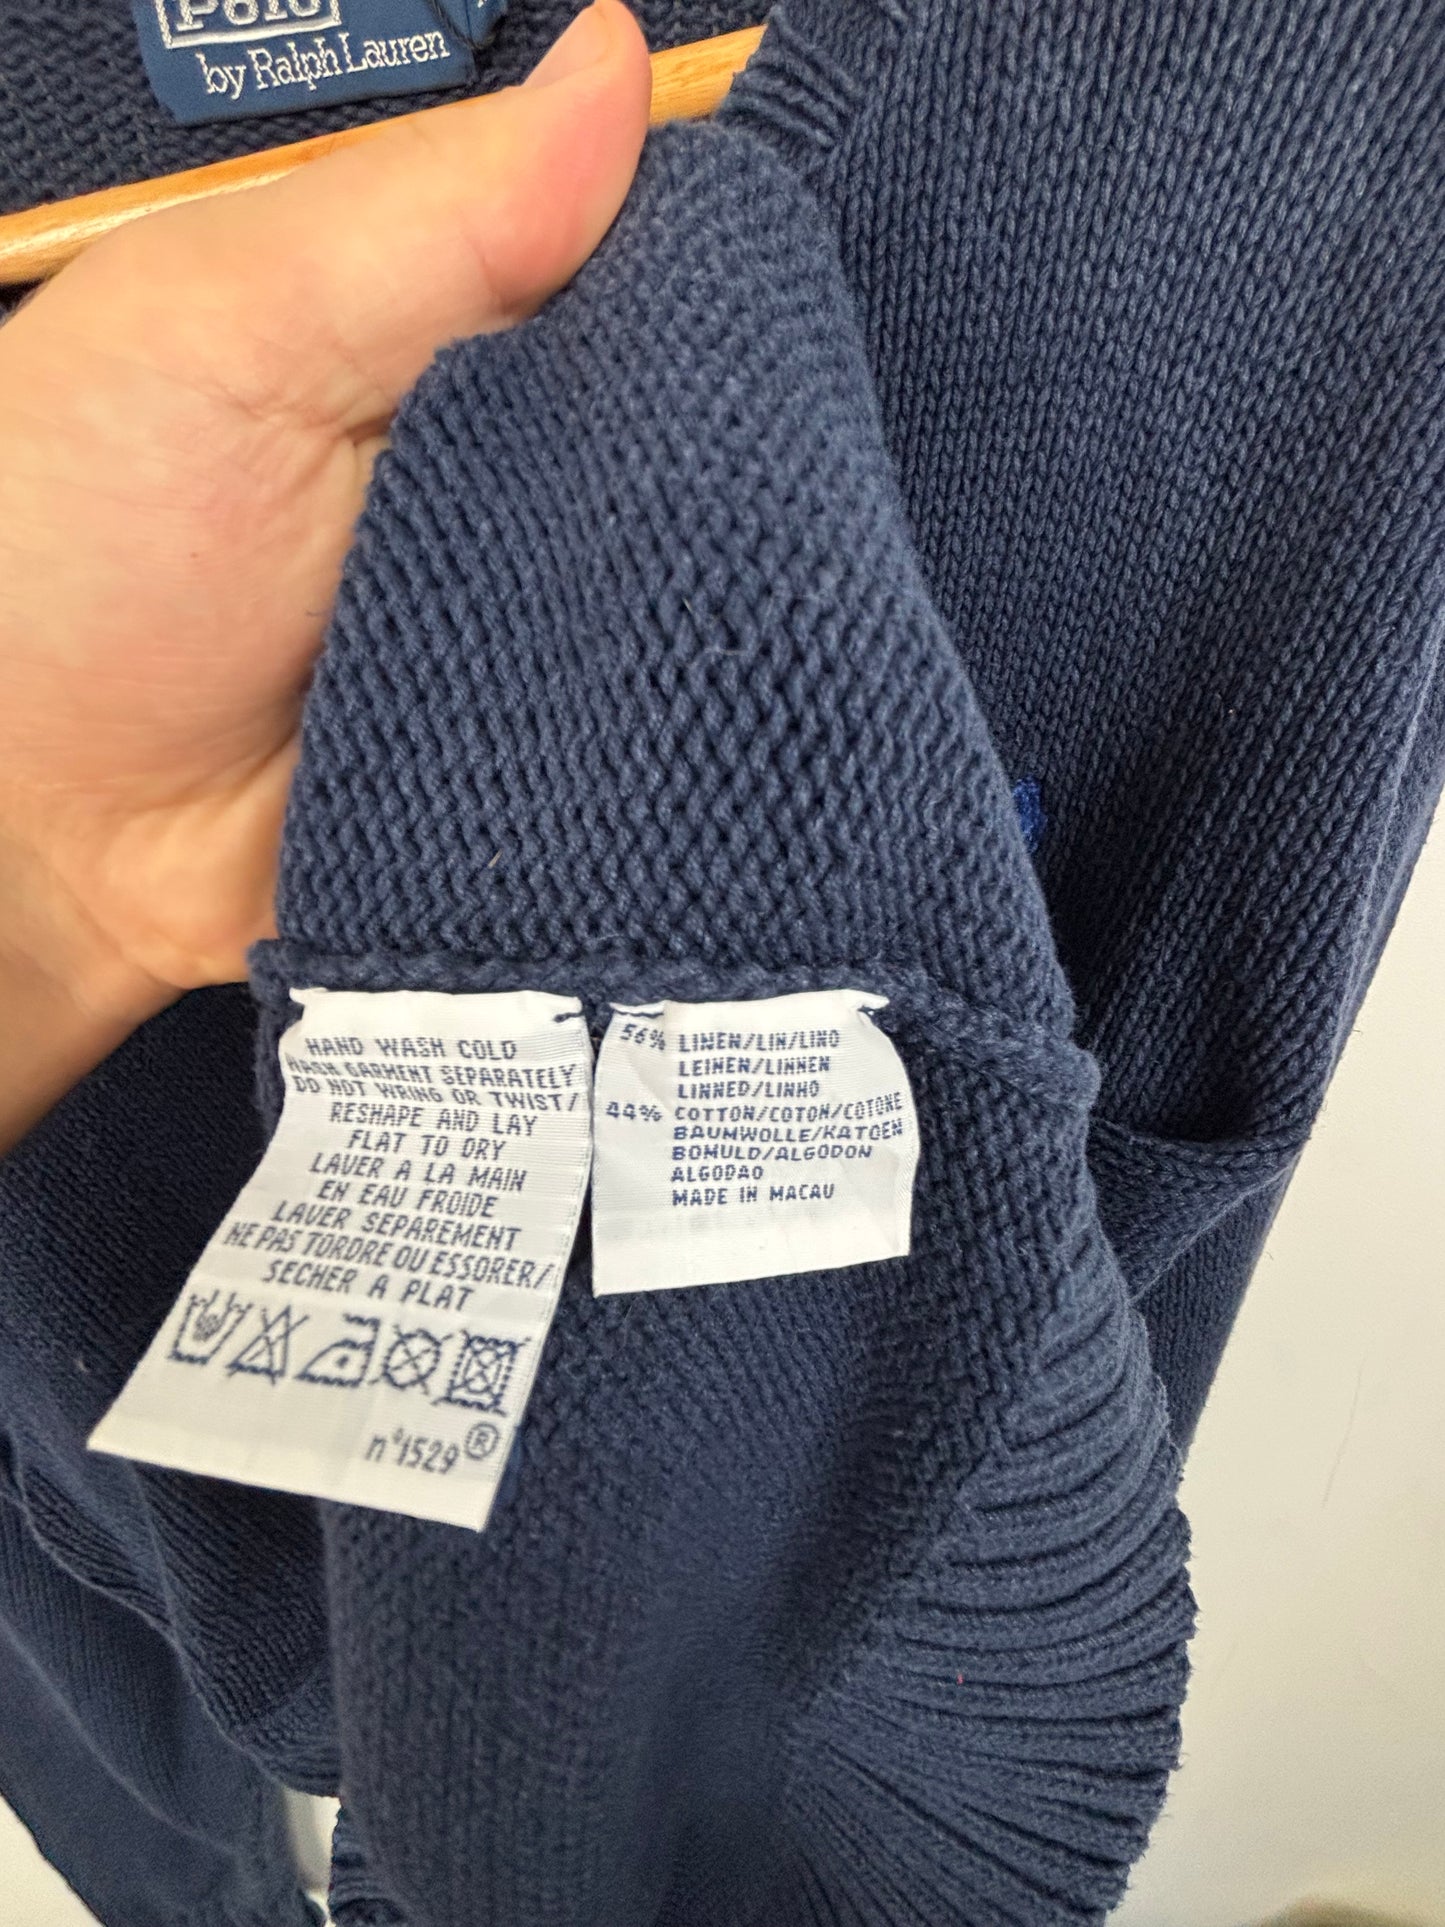 Polo
by Ralph Lauren
HAND WASH COLD
WASH GARMENT SEPARATELY
DO NOT WRING OR TWIST/
RESHAPE AND LAY
FLAT TO DRY
LAVER A LA MAIN
EN EAU FROIDE
LAVER SEPAREMENT
NE PAS TORDRE OU ESSORER/
SECHER A PLAT
n°1529®
56% LINEN/LIN/LINO
LEINEN/LINNEN
LINNED/LINHO
44% COTTON/COTON/COTONE
BAUMWOLLE/KATOEN
BOMULD/ALGODON
ALGODAO
MADE IN MACAU